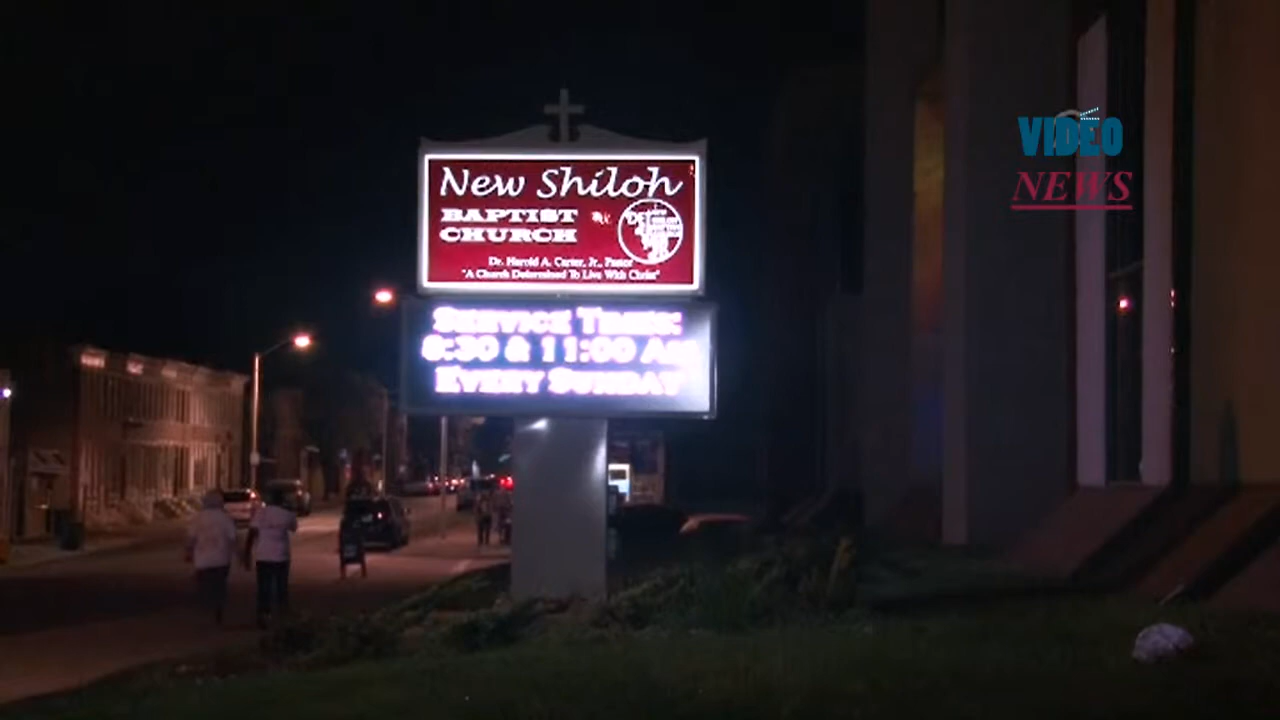 New Shiloh
BAPTIST
CHURCH
Dr. Harold A. Carter, Jr., Pastor
"A Church Determined To Live With Christ"
SERVICE TIMES:
8:30 & 11:00 AM
EVERY SUNDAY
VIDEO
NEWS